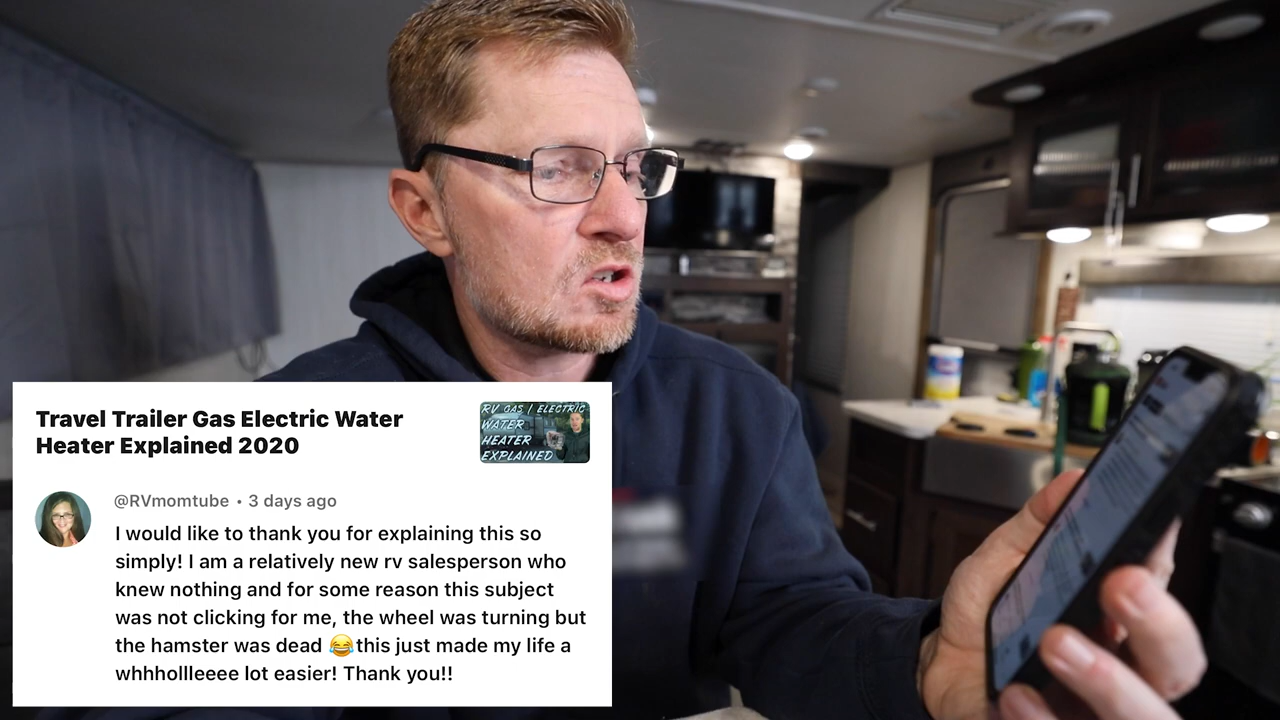 Travel Trailer Gas Electric Water
Heater Explained 2020
RV GAS | ELECTRIC
WATER
HEATER
EXPLAINED
@RVmomtube • 3 days ago
I would like to thank you for explaining this so
simply! I am a relatively new rv salesperson who
knew nothing and for some reason this subject
was not clicking for me, the wheel was turning but
the hamster was dead 😂this just made my life a
whhhollleeee lot easier! Thank you!!